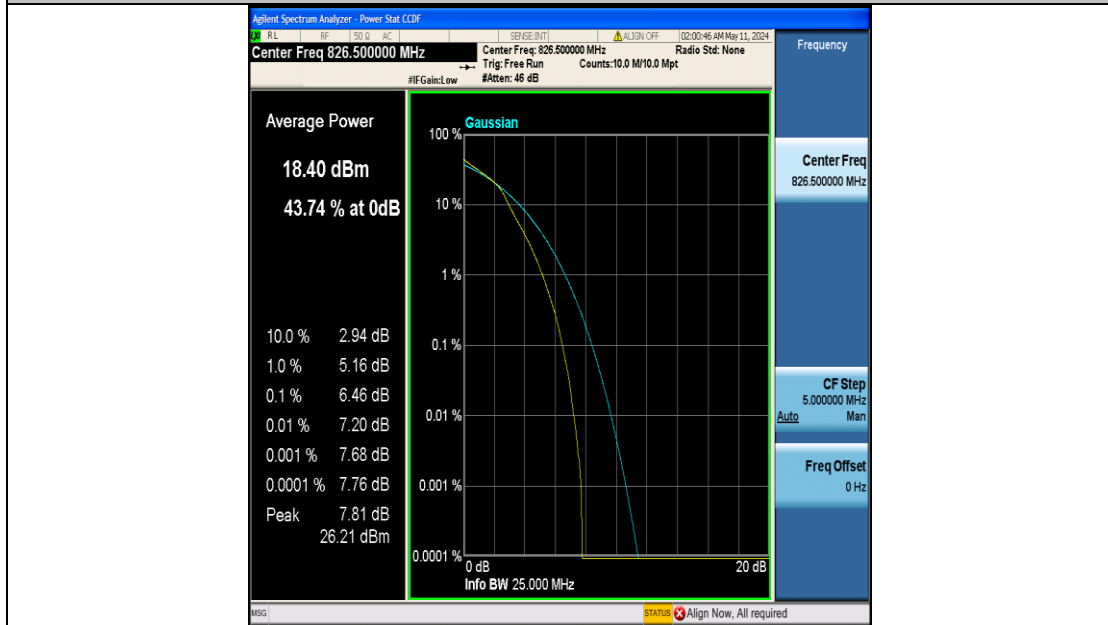 Agilent Spectrum Analyzer - Power Stat CCDF
RL RF 50 Ω AC SENSE:INT ALIGN OFF 02:00:46 AM May 11, 2024
Center Freq 826.500000 MHz
Center Freq: 826.500000 MHz Radio Std: None
Trig: Free Run Counts:10.0 M/10.0 Mpt
#IFGain:Low #Atten: 46 dB
Frequency
Average Power
18.40 dBm
43.74 % at 0dB
10.0 % 2.94 dB
1.0 % 5.16 dB
0.1 % 6.46 dB
0.01 % 7.20 dB
0.001 % 7.68 dB
0.0001 % 7.76 dB
Peak 7.81 dB
26.21 dBm
Gaussian
100 %
10 %
1 %
0.1 %
0.01 %
0.001 %
0.0001 %
0 dB 20 dB
Info BW 25.000 MHz
Center Freq
826.500000 MHz
CF Step
5.000000 MHz
Auto Man
Freq Offset
0 Hz
MSG STATUS Align Now, All required